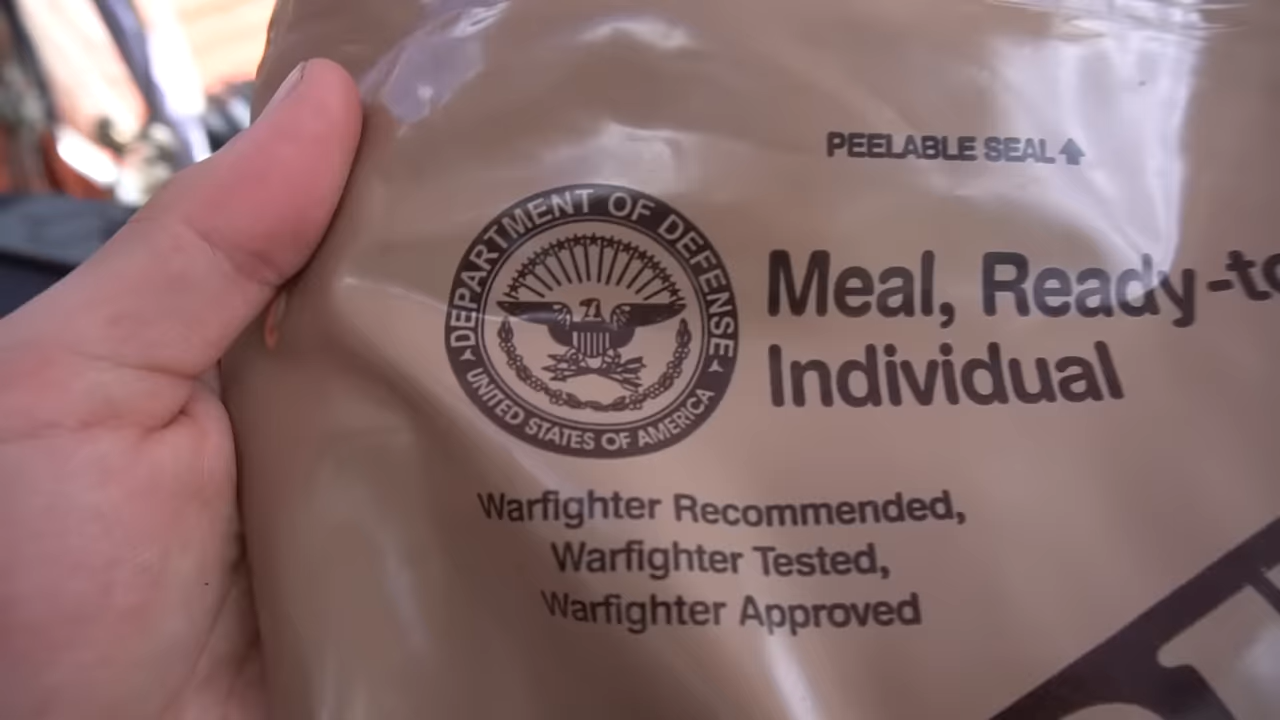 PEELABLE SEAL
DEPARTMENT OF DEFENSE
UNITED STATES OF AMERICA
Meal, Ready-to
Individual
Warfighter Recommended,
Warfighter Tested,
Warfighter Approved